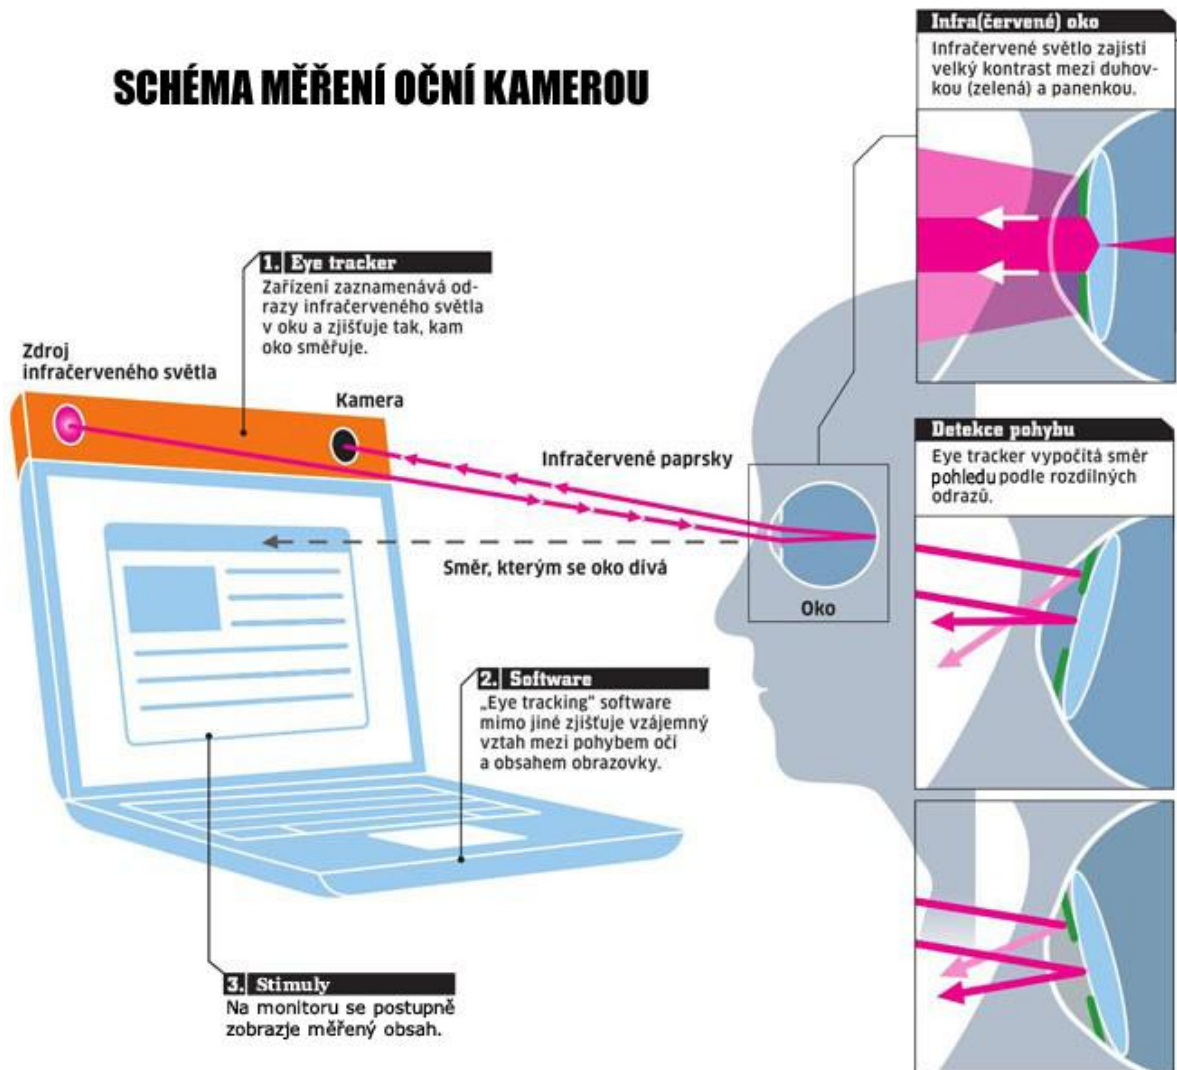 SCHÉMA MĚŘENÍ OČNÍ KAMEROU
Infra(červené) oko
Infračervené světlo zajistí
velký kontrast mezi duhov-
kou (zelená) a panenkou.
1. Eye tracker
Zařízení zaznamenává od-
razy infračerveného světla
v oku a zjišťuje tak, kam
oko směřuje.
Zdroj
infračerveného světla
Kamera
Infračervené paprsky
Směr, kterým se oko dívá
Oko
Detekce pohybu
Eye tracker vypočítá směr
pohledu podle rozdílných
odrazů.
2. Software
„Eye tracking" software
mimo jiné zjišťuje vzájemný
vztah mezi pohybem očí
a obsahem obrazovky.
3. Stimuly
Na monitoru se postupně
zobrazje měřený obsah.